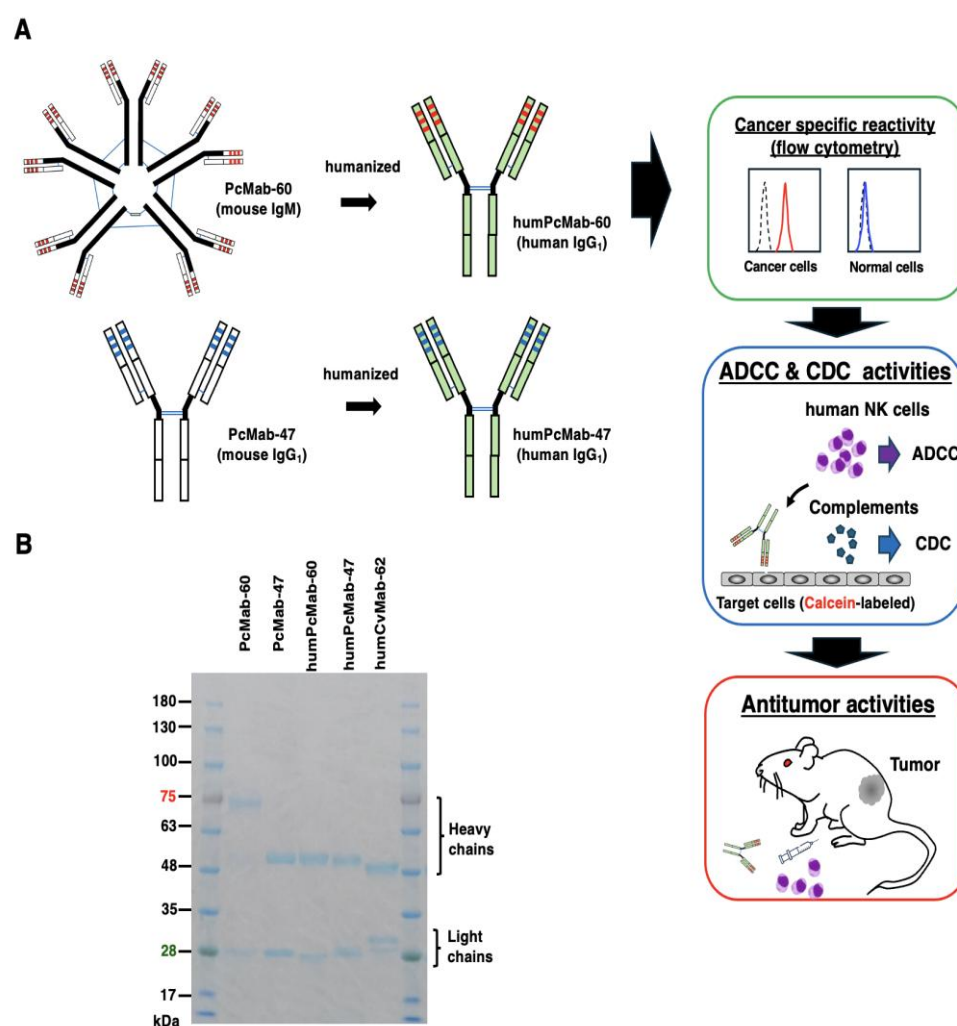 A
PcMab-60
(mouse IgM)
humanized
humPcMab-60
(human IgG₁)
PcMab-47
(mouse IgG₁)
humanized
humPcMab-47
(human IgG₁)
Cancer specific reactivity
(flow cytometry)
Cancer cells
Normal cells
ADCC & CDC activities
human NK cells
ADCC
Complements
CDC
Target cells (Calcein-labeled)
Antitumor activities
Tumor
B
PcMab-60
PcMab-47
humPcMab-60
humPcMab-47
humCvMab-62
180
130
100
75
63
48
35
28
17
kDa
Heavy
chains
Light
chains